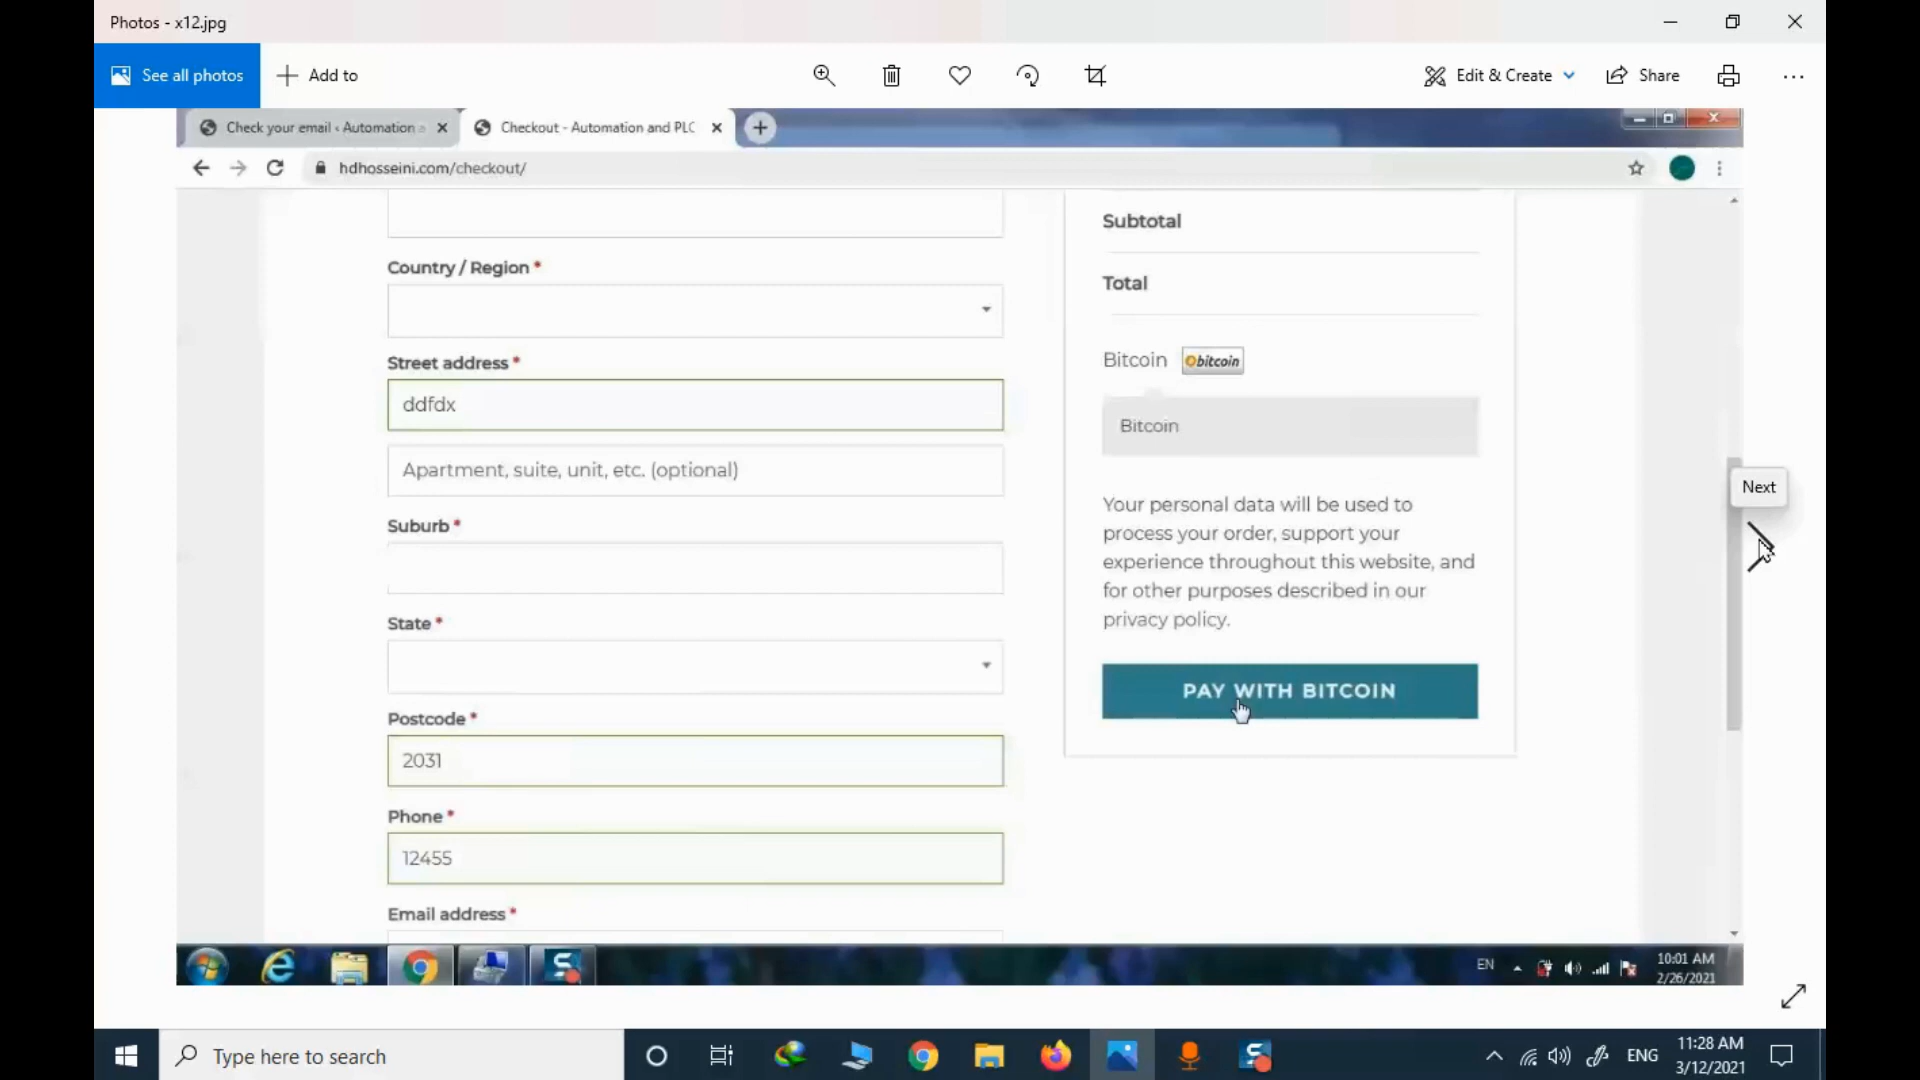 Photos - x12.jpg
See all photos
Add to
Edit & Create
Share
Check your email ‹ Automation a
Checkout - Automation and PLC
hdhosseini.com/checkout/
Country / Region *
Street address *
ddfdx
Apartment, suite, unit, etc. (optional)
Suburb *
State *
Postcode *
2031
Phone *
12455
Email address *
Subtotal
Total
Bitcoin
bitcoin
Bitcoin
Your personal data will be used to
process your order, support your
experience throughout this website, and
for other purposes described in our
privacy policy.
PAY WITH BITCOIN
Next
EN
10:01 AM
2/26/2021
Type here to search
ENG
11:28 AM
3/12/2021